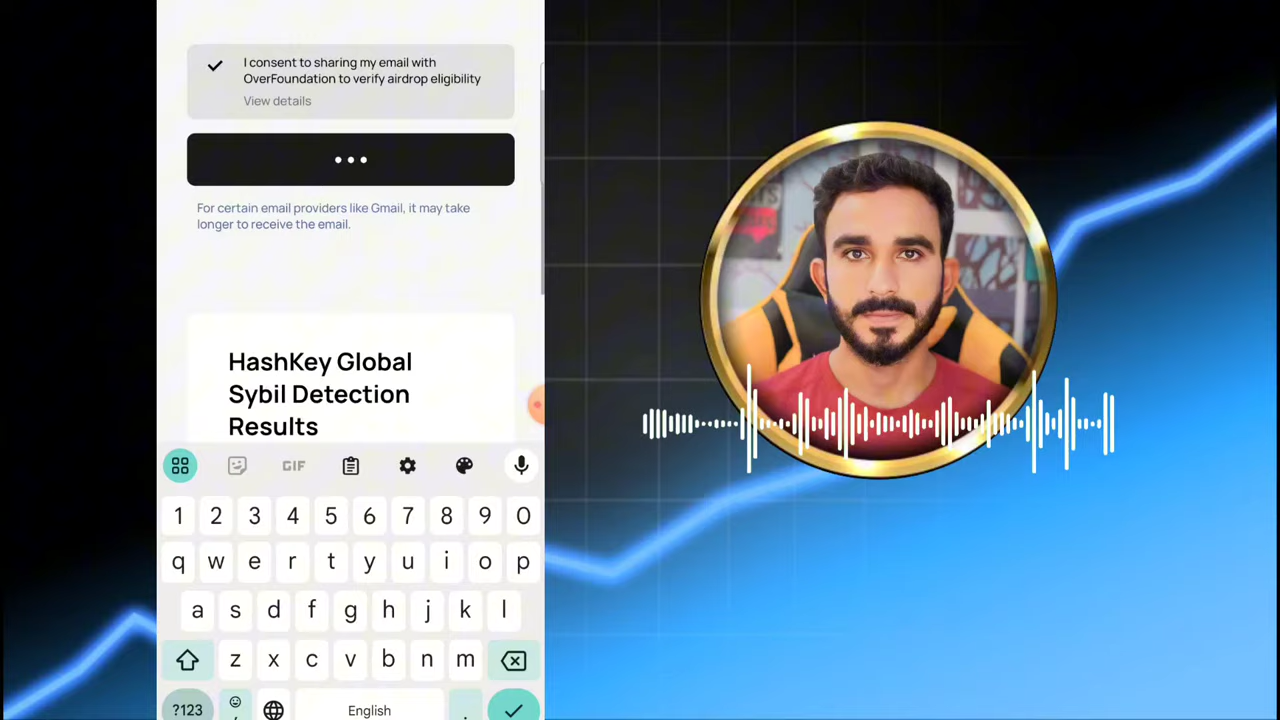 I consent to sharing my email with
OverFoundation to verify airdrop eligibility
View details
For certain email providers like Gmail, it may take
longer to receive the email.
HashKey Global
Sybil Detection
Results
GIF
1 2 3 4 5 6 7 8 9 0
q w e r t y u i o p
a s d f g h j k l
z x c v b n m
?123 , English .